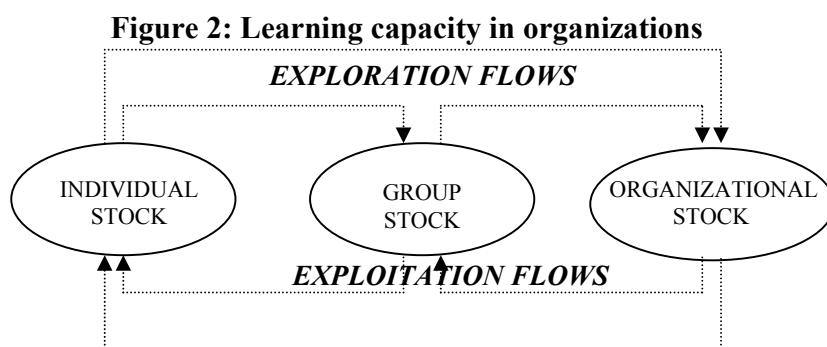 Figure 2: Learning capacity in organizations
EXPLORATION FLOWS
INDIVIDUAL
STOCK
GROUP
STOCK
ORGANIZATIONAL
STOCK
EXPLOITATION FLOWS